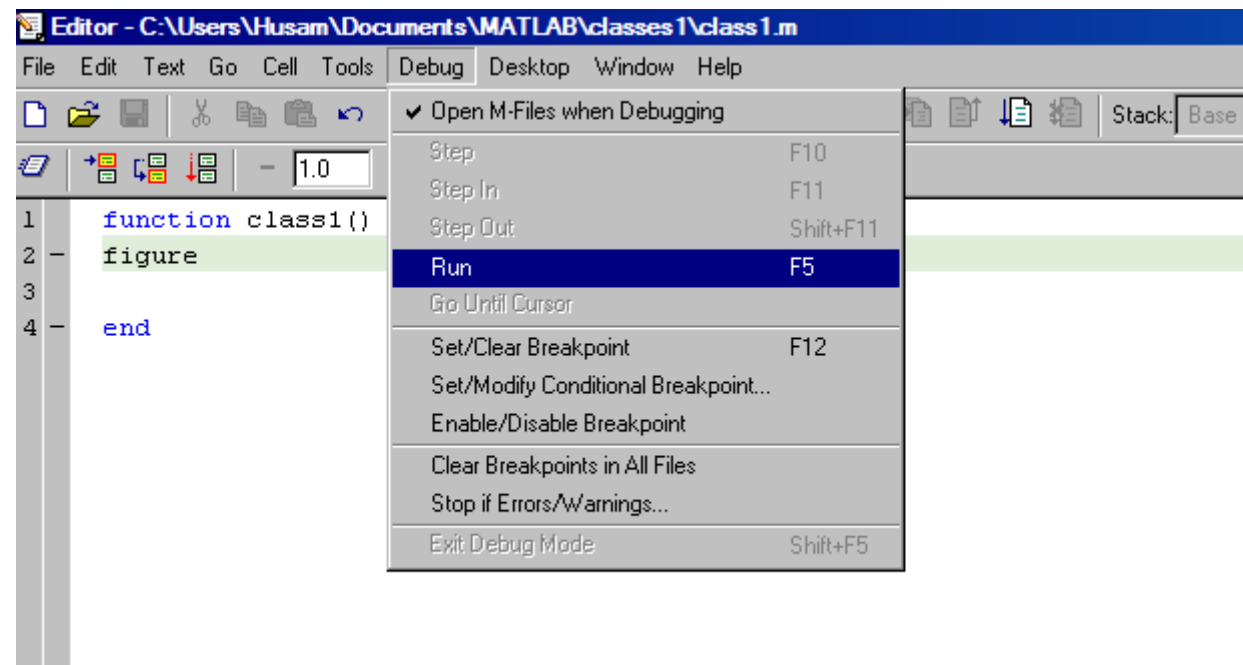 Editor - C:\Users\Husam\Documents\MATLAB\classes1\class1.m
File Edit Text Go Cell Tools Debug Desktop Window Help
Stack: Base
1.0
✔ Open M-Files when Debugging
Step F10
Step In F11
Step Out Shift+F11
Run F5
Go Until Cursor
Set/Clear Breakpoint F12
Set/Modify Conditional Breakpoint...
Enable/Disable Breakpoint
Clear Breakpoints in All Files
Stop if Errors/Warnings...
Exit Debug Mode Shift+F5
1 function class1()
2 - figure
3
4 - end